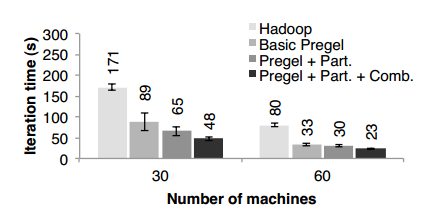 Iteration time (s)
300
250
200
150
100
50
0
171
89
65
48
80
33
30
23
Hadoop
Basic Pregel
Pregel + Part.
Pregel + Part. + Comb.
30
60
Number of machines